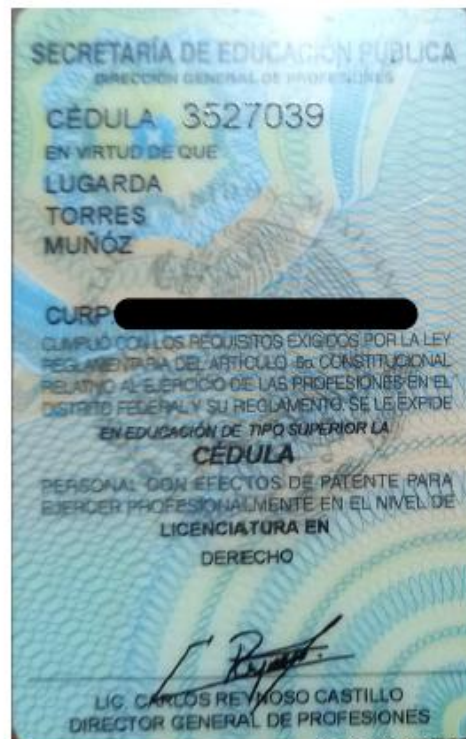 SECRETARÍA DE EDUCACIÓN PÚBLICA
DIRECCIÓN GENERAL DE PROFESIONES
CÉDULA 3527039
EN VIRTUD DE QUE
LUGARDA
TORRES
MUÑÓZ
CURP:
CUMPLIÓ CON LOS REQUISITOS EXIGIDOS POR LA LEY
REGLAMENTARIA DEL ARTÍCULO 5o. CONSTITUCIONAL
RELATIVO AL EJERCICIO DE LAS PROFESIONES EN EL
DISTRITO FEDERAL Y SU REGLAMENTO, SE LE EXPIDE
EN EDUCACIÓN DE TIPO SUPERIOR LA
CÉDULA
PERSONAL CON EFECTOS DE PATENTE PARA
EJERCER PROFESIONALMENTE EN EL NIVEL DE
LICENCIATURA EN
DERECHO
LIC. CARLOS REYNOSO CASTILLO
DIRECTOR GENERAL DE PROFESIONES